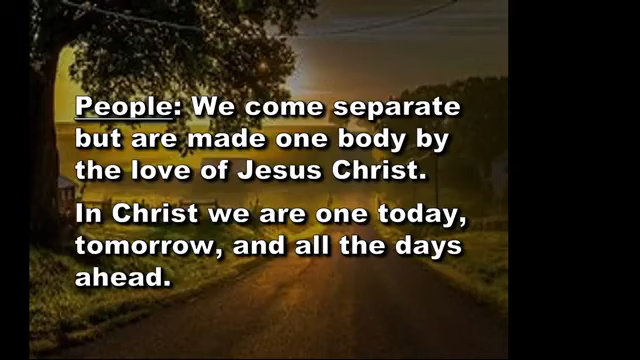 People: We come separate
but are made one body by
the love of Jesus Christ.
In Christ we are one today,
tomorrow, and all the days
ahead.